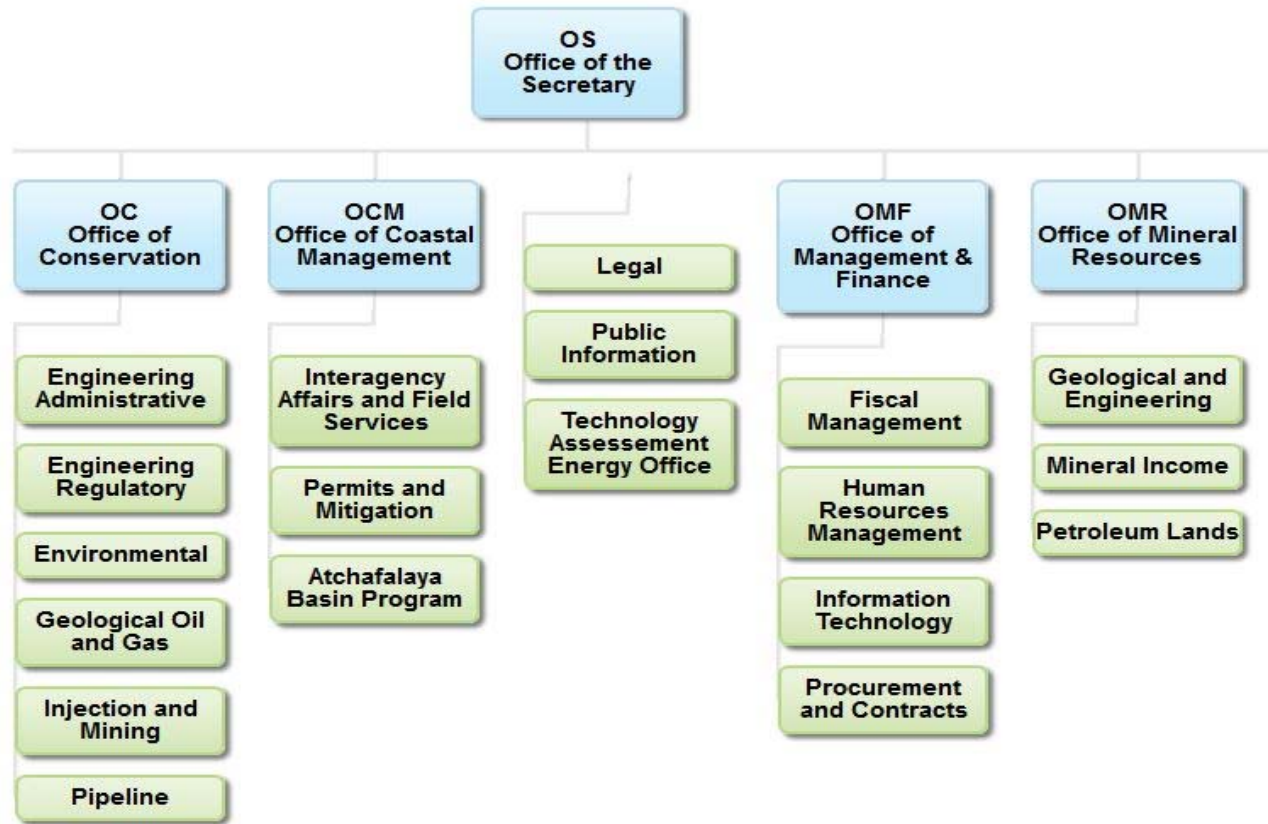 OS
Office of the
Secretary
OC
Office of
Conservation
Engineering
Administrative
Engineering
Regulatory
Environmental
Geological Oil
and Gas
Injection and
Mining
Pipeline
OCM
Office of Coastal
Management
Interagency
Affairs and Field
Services
Permits and
Mitigation
Atchafalaya
Basin Program
Legal
Public
Information
Technology
Assessement
Energy Office
OMF
Office of
Management &
Finance
Fiscal
Management
Human
Resources
Management
Information
Technology
Procurement
and Contracts
OMR
Office of Mineral
Resources
Geological and
Engineering
Mineral Income
Petroleum Lands